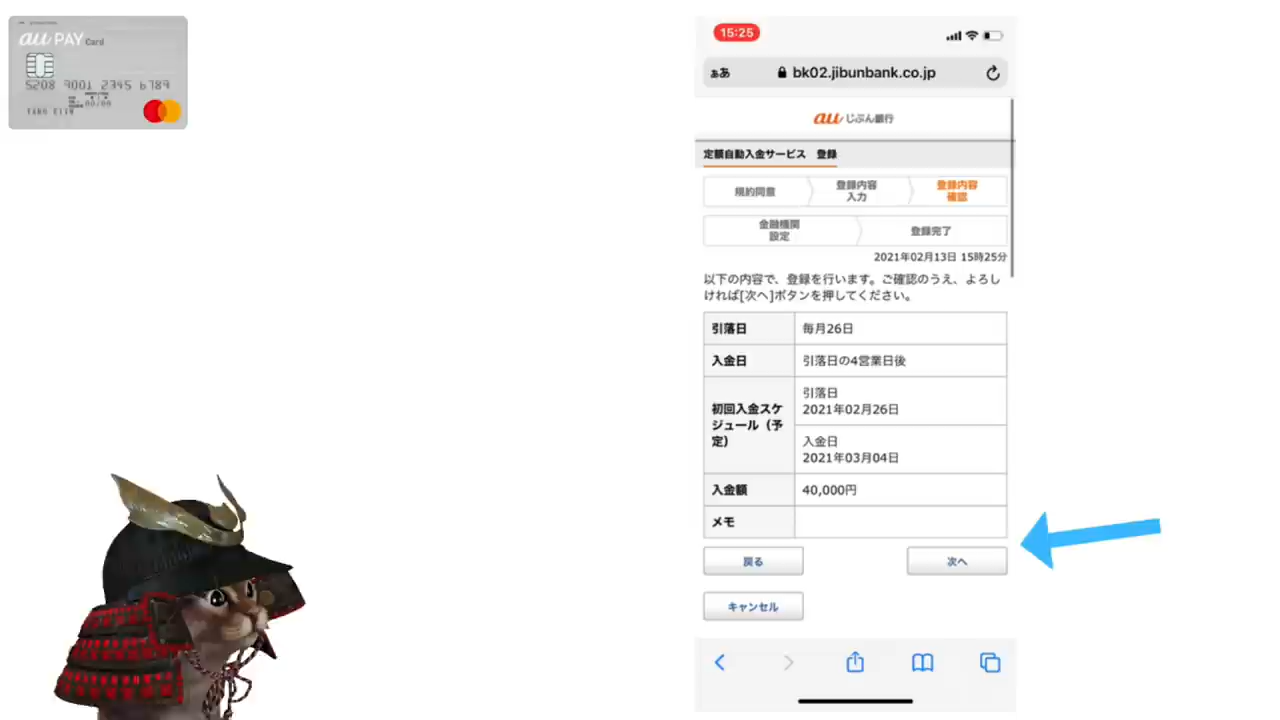 au PAY Card
5208 9001 2345 6789
15:25
ぁあ
bk02.jibunbank.co.jp
au じぶん銀行
定額自動入金サービス 登録
規約同意
登録内容
入力
登録内容
確認
金融機関
設定
登録完了
2021年02月13日 15時25分
以下の内容で、登録を行います。ご確認のうえ、よろし
ければ[次へ]ボタンを押してください。
引落日
毎月26日
入金日
引落日の4営業日後
初回入金スケ
ジュール（予
定）
引落日
2021年02月26日
入金日
2021年03月04日
入金額
40,000円
メモ
戻る
次へ
キャンセル